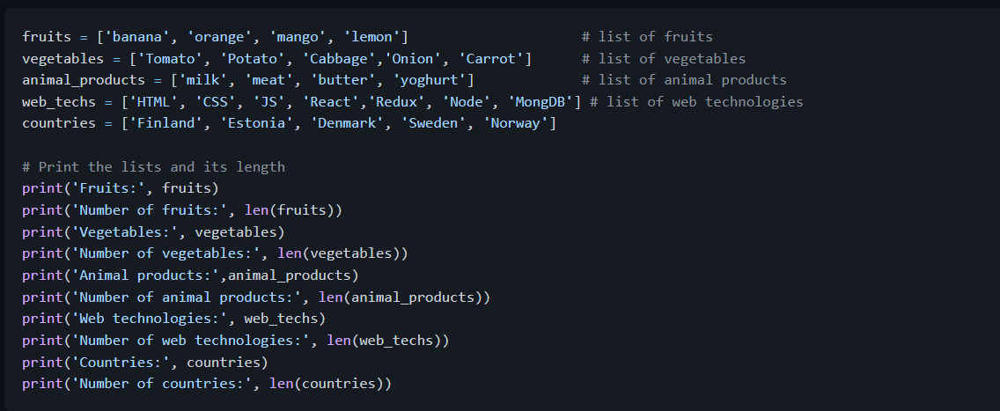 fruits = ['banana', 'orange', 'mango', 'lemon']                     # list of fruits
vegetables = ['Tomato', 'Potato', 'Cabbage','Onion', 'Carrot']      # list of vegetables
animal_products = ['milk', 'meat', 'butter', 'yoghurt']             # list of animal products
web_techs = ['HTML', 'CSS', 'JS', 'React','Redux', 'Node', 'MongDB'] # list of web technologies
countries = ['Finland', 'Estonia', 'Denmark', 'Sweden', 'Norway']

# Print the lists and its length
print('Fruits:', fruits)
print('Number of fruits:', len(fruits))
print('Vegetables:', vegetables)
print('Number of vegetables:', len(vegetables))
print('Animal products:',animal_products)
print('Number of animal products:', len(animal_products))
print('Web technologies:', web_techs)
print('Number of web technologies:', len(web_techs))
print('Countries:', countries)
print('Number of countries:', len(countries))